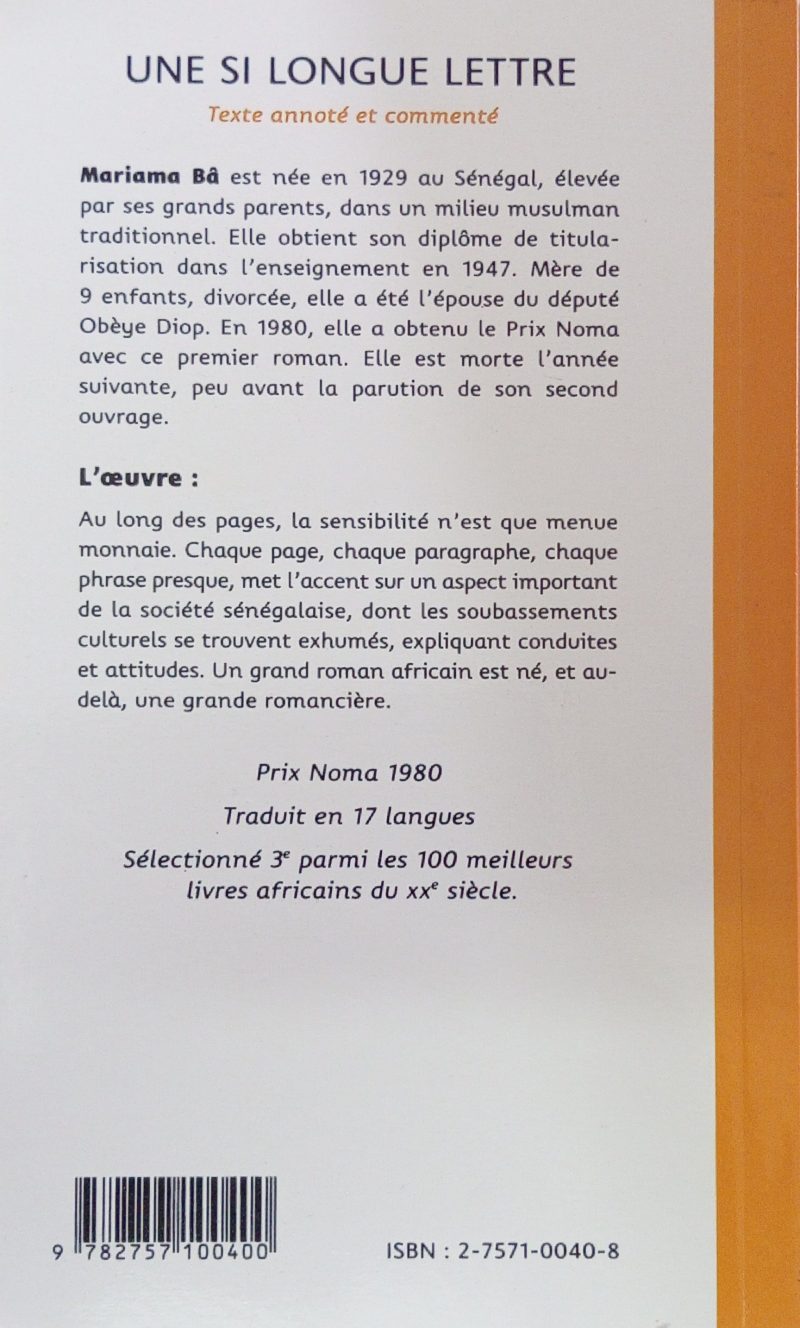 UNE SI LONGUE LETTRE
Texte annoté et commenté
Mariama Bâ est née en 1929 au Sénégal, élevée
par ses grands parents, dans un milieu musulman
traditionnel. Elle obtient son diplôme de titula-
risation dans l'enseignement en 1947. Mère de
9 enfants, divorcée, elle a été l'épouse du député
Obèye Diop. En 1980, elle a obtenu le Prix Noma
avec ce premier roman. Elle est morte l'année
suivante, peu avant la parution de son second
ouvrage.
L'œuvre :
Au long des pages, la sensibilité n'est que menue
monnaie. Chaque page, chaque paragraphe, chaque
phrase presque, met l'accent sur un aspect important
de la société sénégalaise, dont les soubassements
culturels se trouvent exhumés, expliquant conduites
et attitudes. Un grand roman africain est né, et au-
delà, une grande romancière.
Prix Noma 1980
Traduit en 17 langues
Sélectionné 3e parmi les 100 meilleurs
livres africains du XXe siècle.
9 782757 100400
ISBN : 2-7571-0040-8